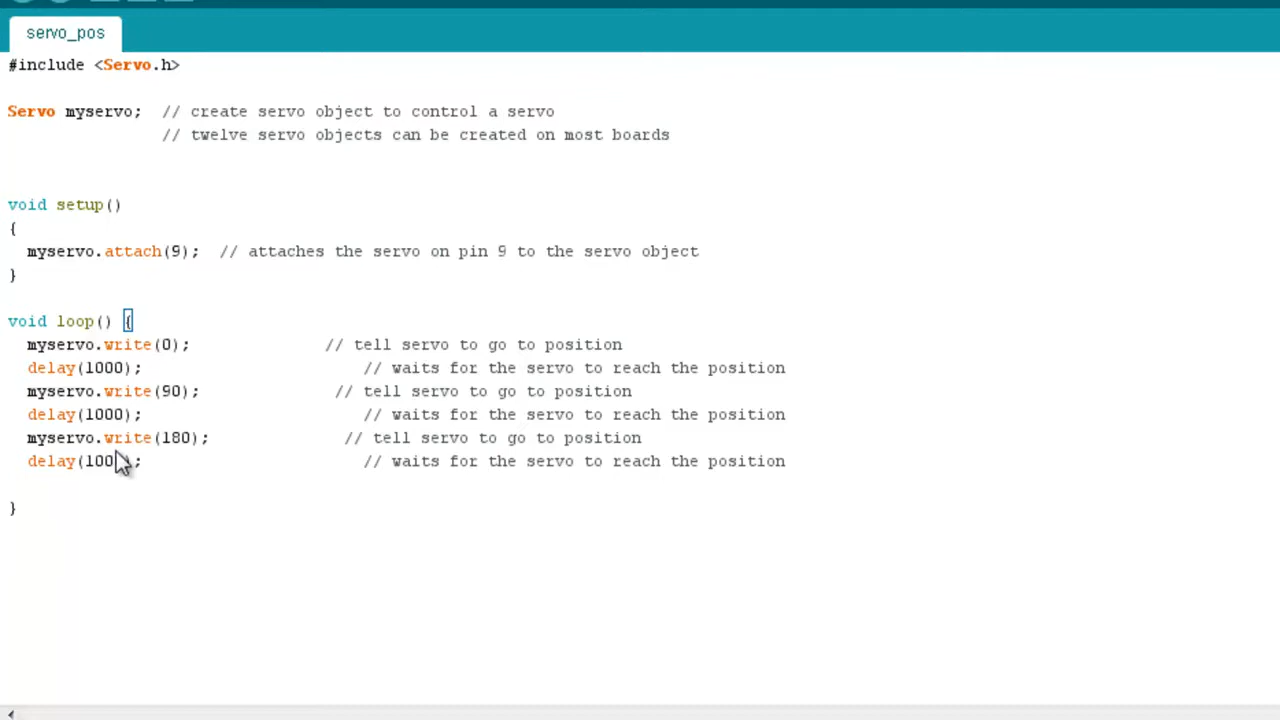 servo_pos
#include <Servo.h>
Servo myservo;  // create servo object to control a servo
// twelve servo objects can be created on most boards
void setup()
{
myservo.attach(9);  // attaches the servo on pin 9 to the servo object
}
void loop() {
myservo.write(0);              // tell servo to go to position
delay(1000);                       // waits for the servo to reach the position
myservo.write(90);              // tell servo to go to position
delay(1000);                       // waits for the servo to reach the position
myservo.write(180);              // tell servo to go to position
// waits for the servo to reach the position
}